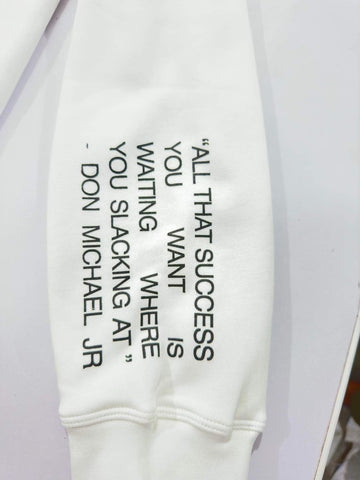 “ALL THAT SUCCESS
YOU WANT IS
WAITING WHERE
YOU SLACKING AT”
- DON MICHAEL JR